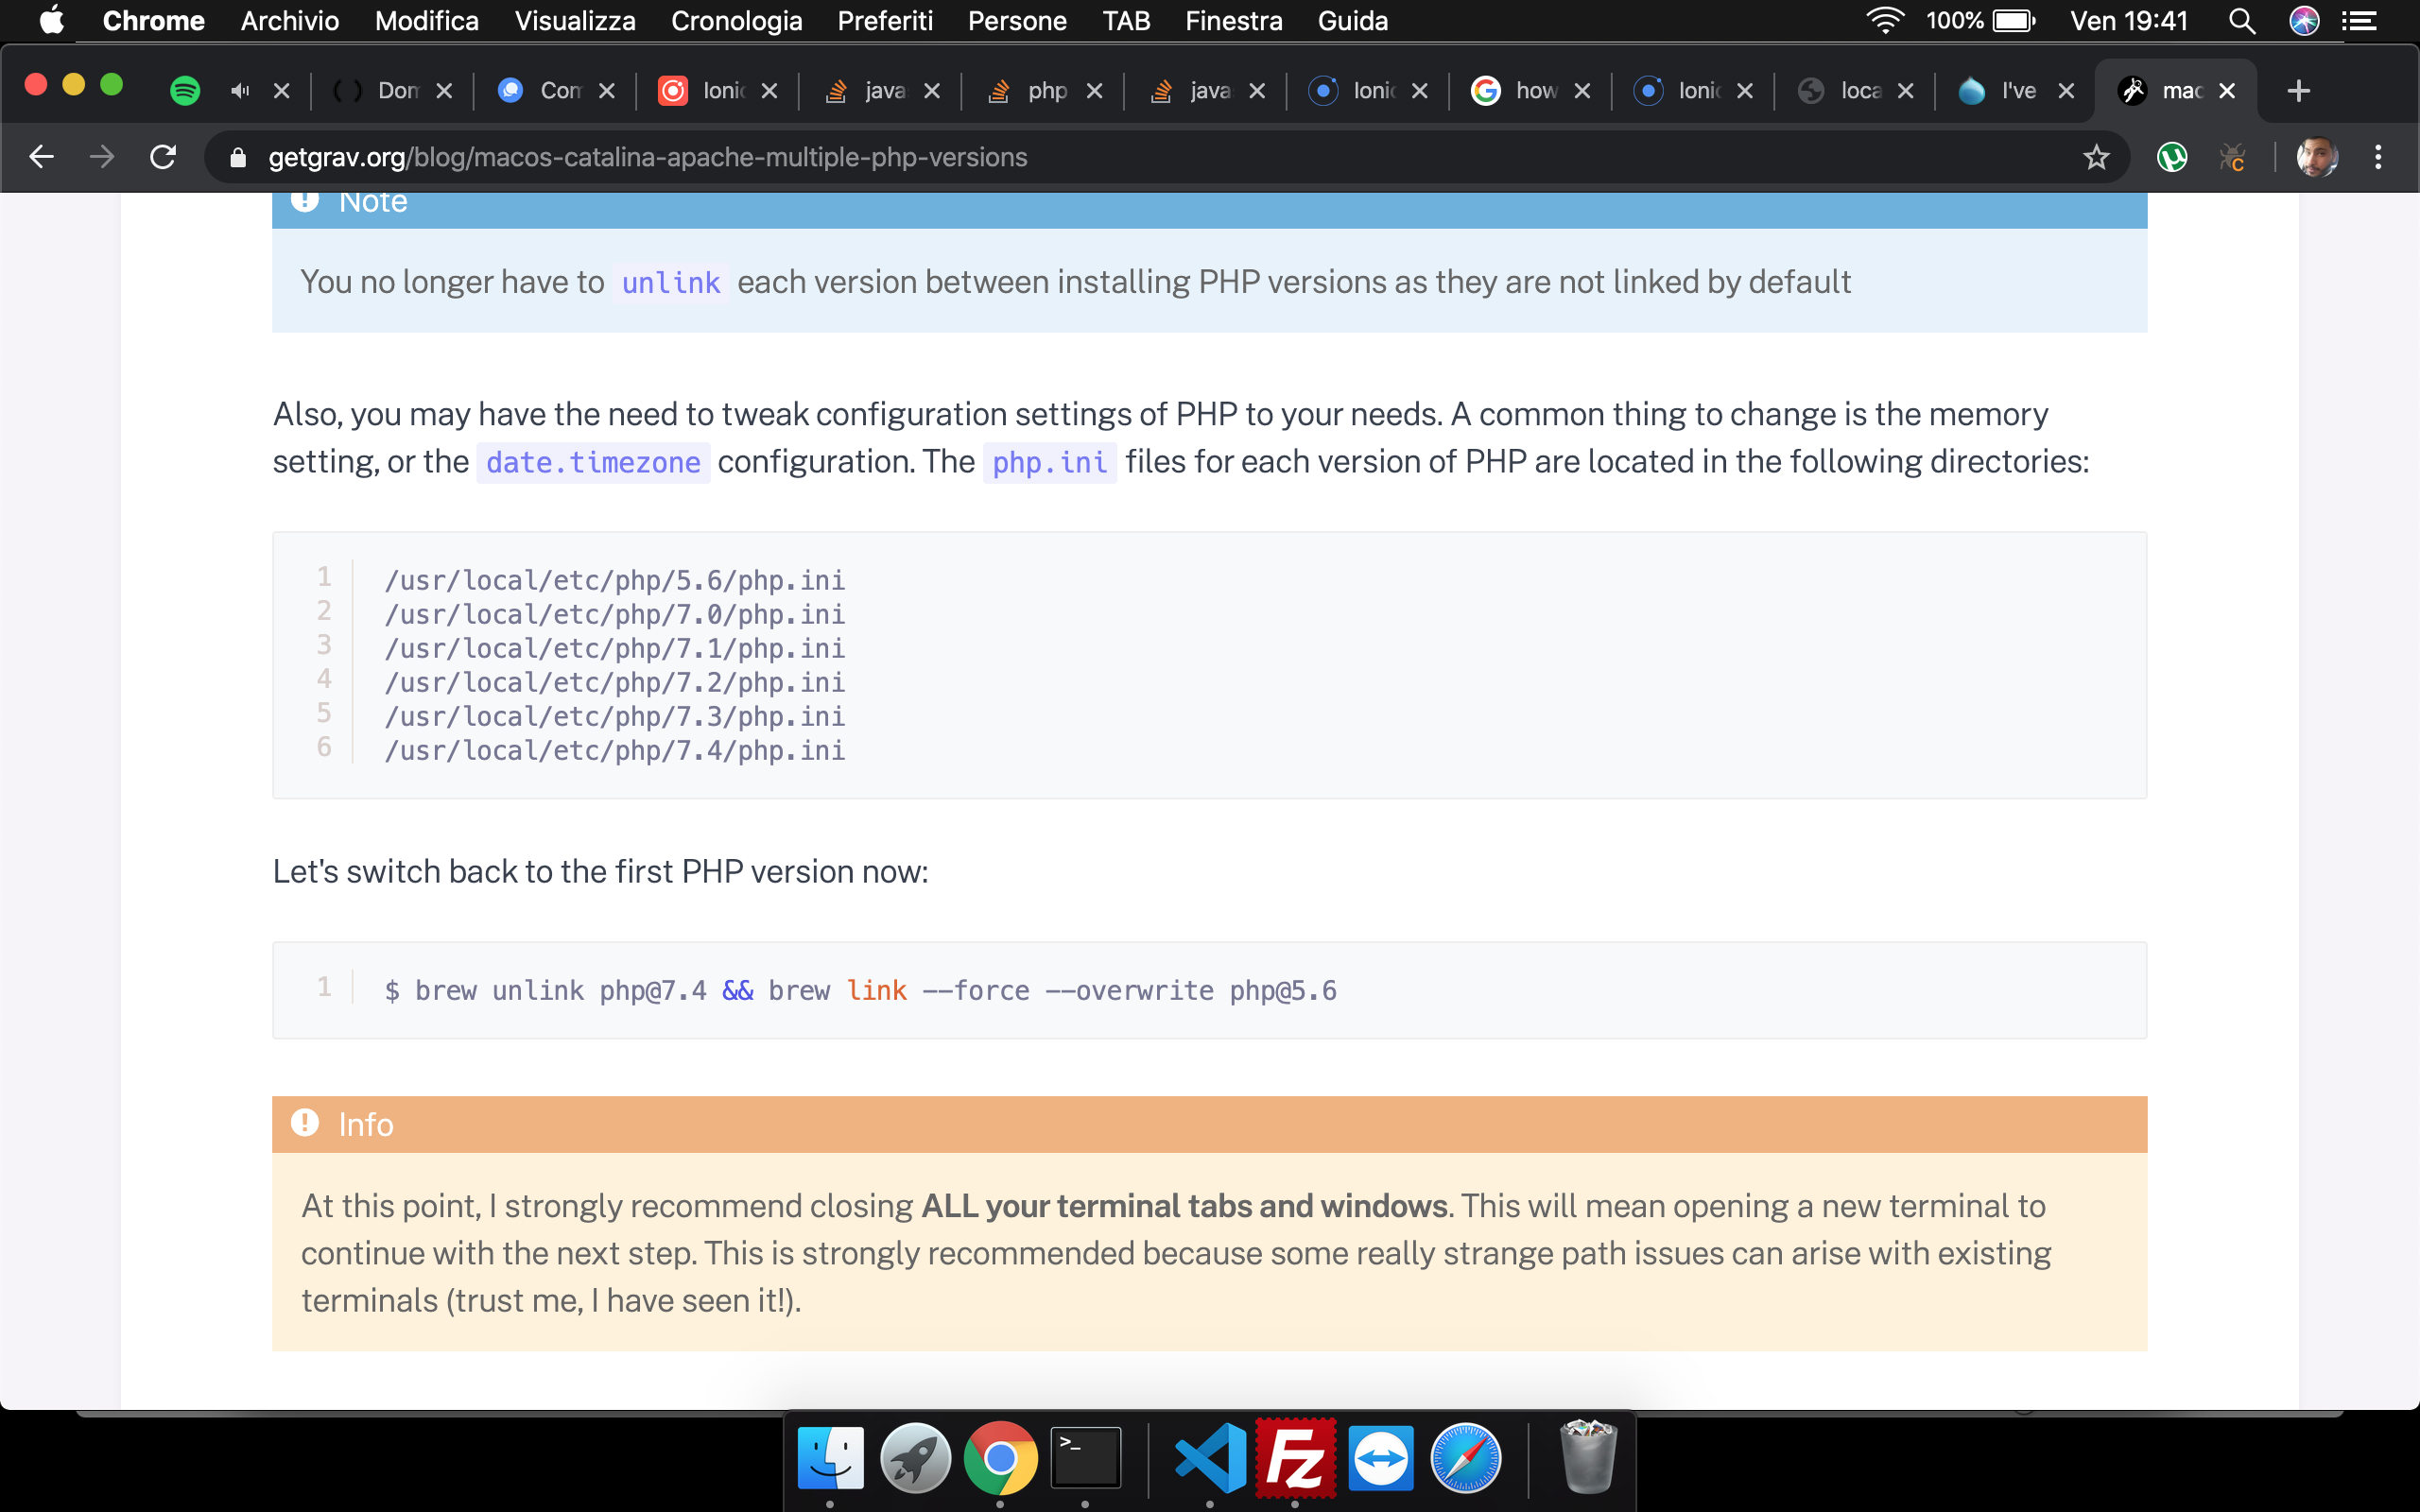 Chrome Archivio Modifica Visualizza Cronologia Preferiti Persone TAB Finestra Guida 100% Ven 19:41
Dom Com Ionic java php java Ionic how Ionic loca I've mac
getgrav.org/blog/macos-catalina-apache-multiple-php-versions
Note
You no longer have to unlink each version between installing PHP versions as they are not linked by default
Also, you may have the need to tweak configuration settings of PHP to your needs. A common thing to change is the memory
setting, or the date.timezone configuration. The php.ini files for each version of PHP are located in the following directories:
1 /usr/local/etc/php/5.6/php.ini
2 /usr/local/etc/php/7.0/php.ini
3 /usr/local/etc/php/7.1/php.ini
4 /usr/local/etc/php/7.2/php.ini
5 /usr/local/etc/php/7.3/php.ini
6 /usr/local/etc/php/7.4/php.ini
Let's switch back to the first PHP version now:
1 $ brew unlink php@7.4 && brew link --force --overwrite php@5.6
Info
At this point, I strongly recommend closing ALL your terminal tabs and windows. This will mean opening a new terminal to
continue with the next step. This is strongly recommended because some really strange path issues can arise with existing
terminals (trust me, I have seen it!).